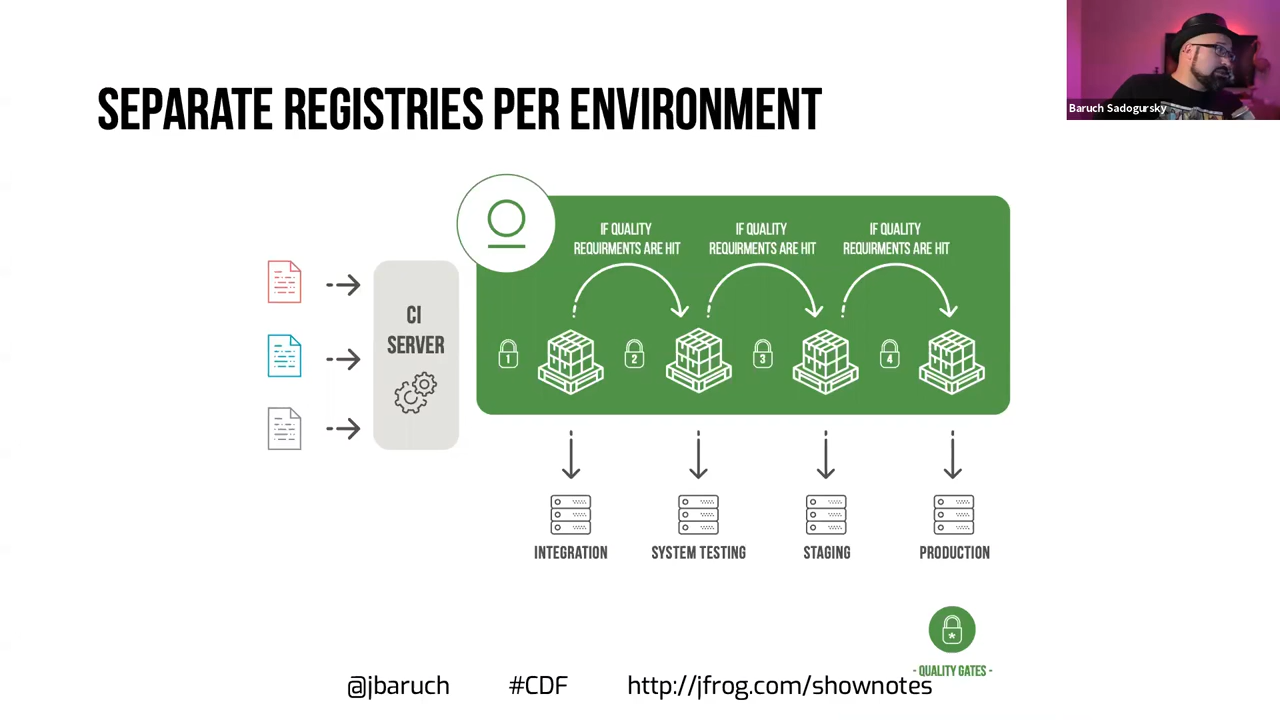 Baruch Sadogursky
SEPARATE REGISTRIES PER ENVIRONMENT
IF QUALITY
REQUIRMENTS ARE HIT
IF QUALITY
REQUIRMENTS ARE HIT
IF QUALITY
REQUIRMENTS ARE HIT
CI
SERVER
1
2
3
4
INTEGRATION
SYSTEM TESTING
STAGING
PRODUCTION
*
- QUALITY GATES -
@jbaruch
#CDF
http://jfrog.com/shownotes